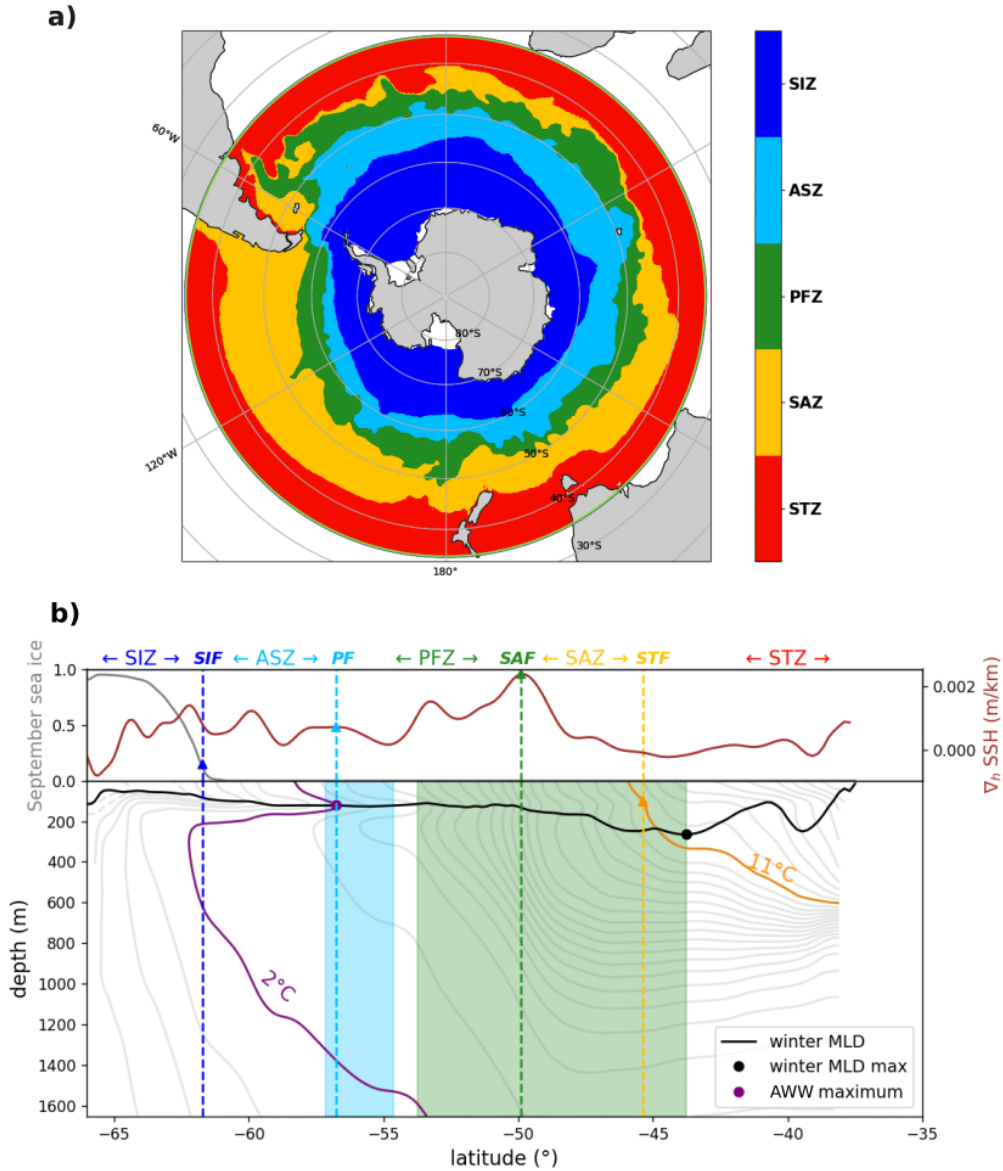 a)
60°W
120°W
180°
80°S
70°S
60°S
50°S
40°S
30°S
SIZ
ASZ
PFZ
SAZ
STZ
b)
← SIZ → SIF ← ASZ → PF ← PFZ → SAF ← SAZ → STF ← STZ →
September sea ice
1.0
0.5
0.0
0.002
0.000
∇h SSH (m/km)
depth (m)
200
400
600
800
1000
1200
1400
1600
2°C
11°C
winter MLD
winter MLD max
AWW maximum
−65 −60 −55 −50 −45 −40 −35
latitude (°)